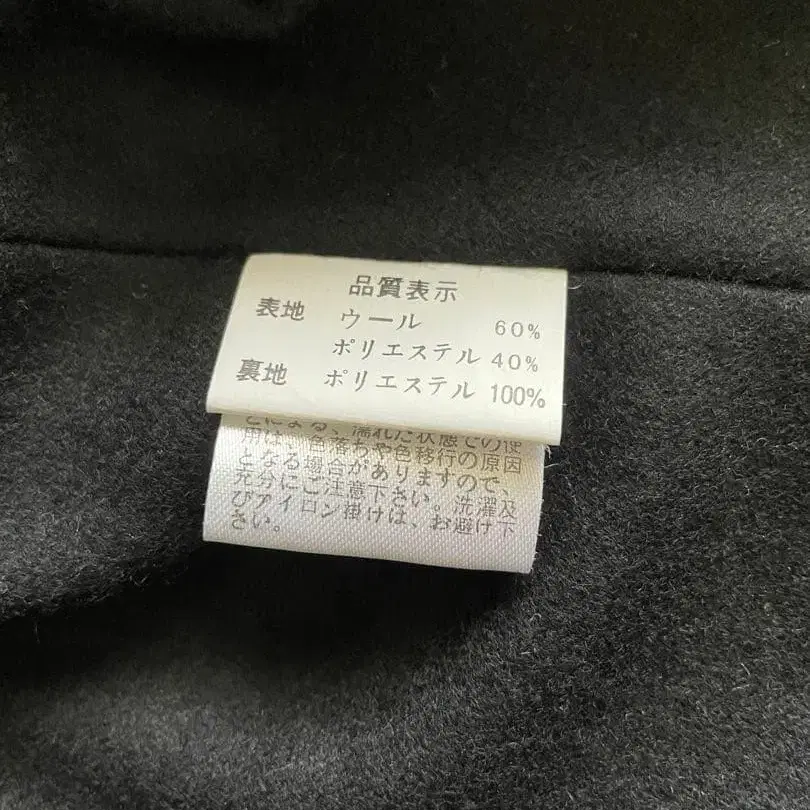 品質表示
表地 ウール 60%
ポリエステル 40%
裏地 ポリエステル 100%
による、濡れた状態での使
用は 色落ちや色移行の原因
となる場合がありますので、
充分にご注意下さい。洗濯及
びアイロン掛けは、お避け下
さい。